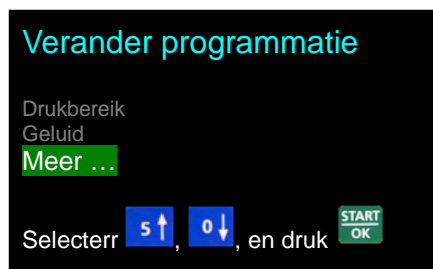 Verander programmatie
Drukbereik
Geluid
Meer …
Selecterr 5↑, 0↓, en druk START OK